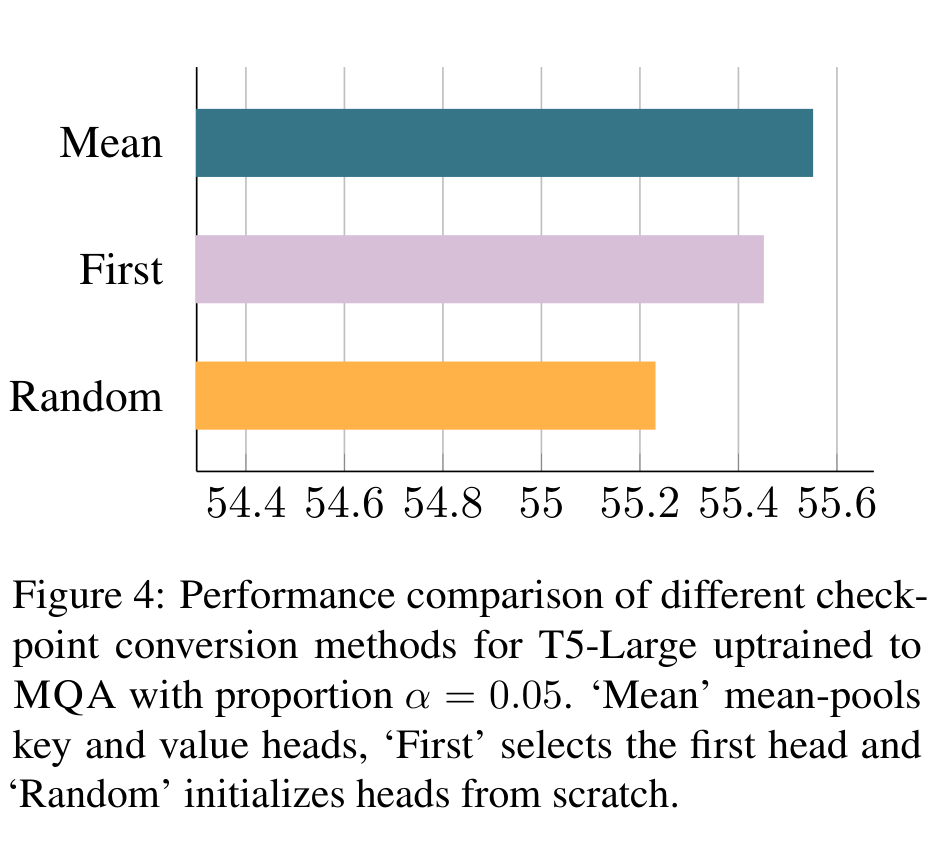 Mean
First
Random
54.4 54.6 54.8 55 55.2 55.4 55.6
Figure 4: Performance comparison of different check-
point conversion methods for T5-Large uptrained to
MQA with proportion α = 0.05. ‘Mean’ mean-pools
key and value heads, ‘First’ selects the first head and
‘Random’ initializes heads from scratch.